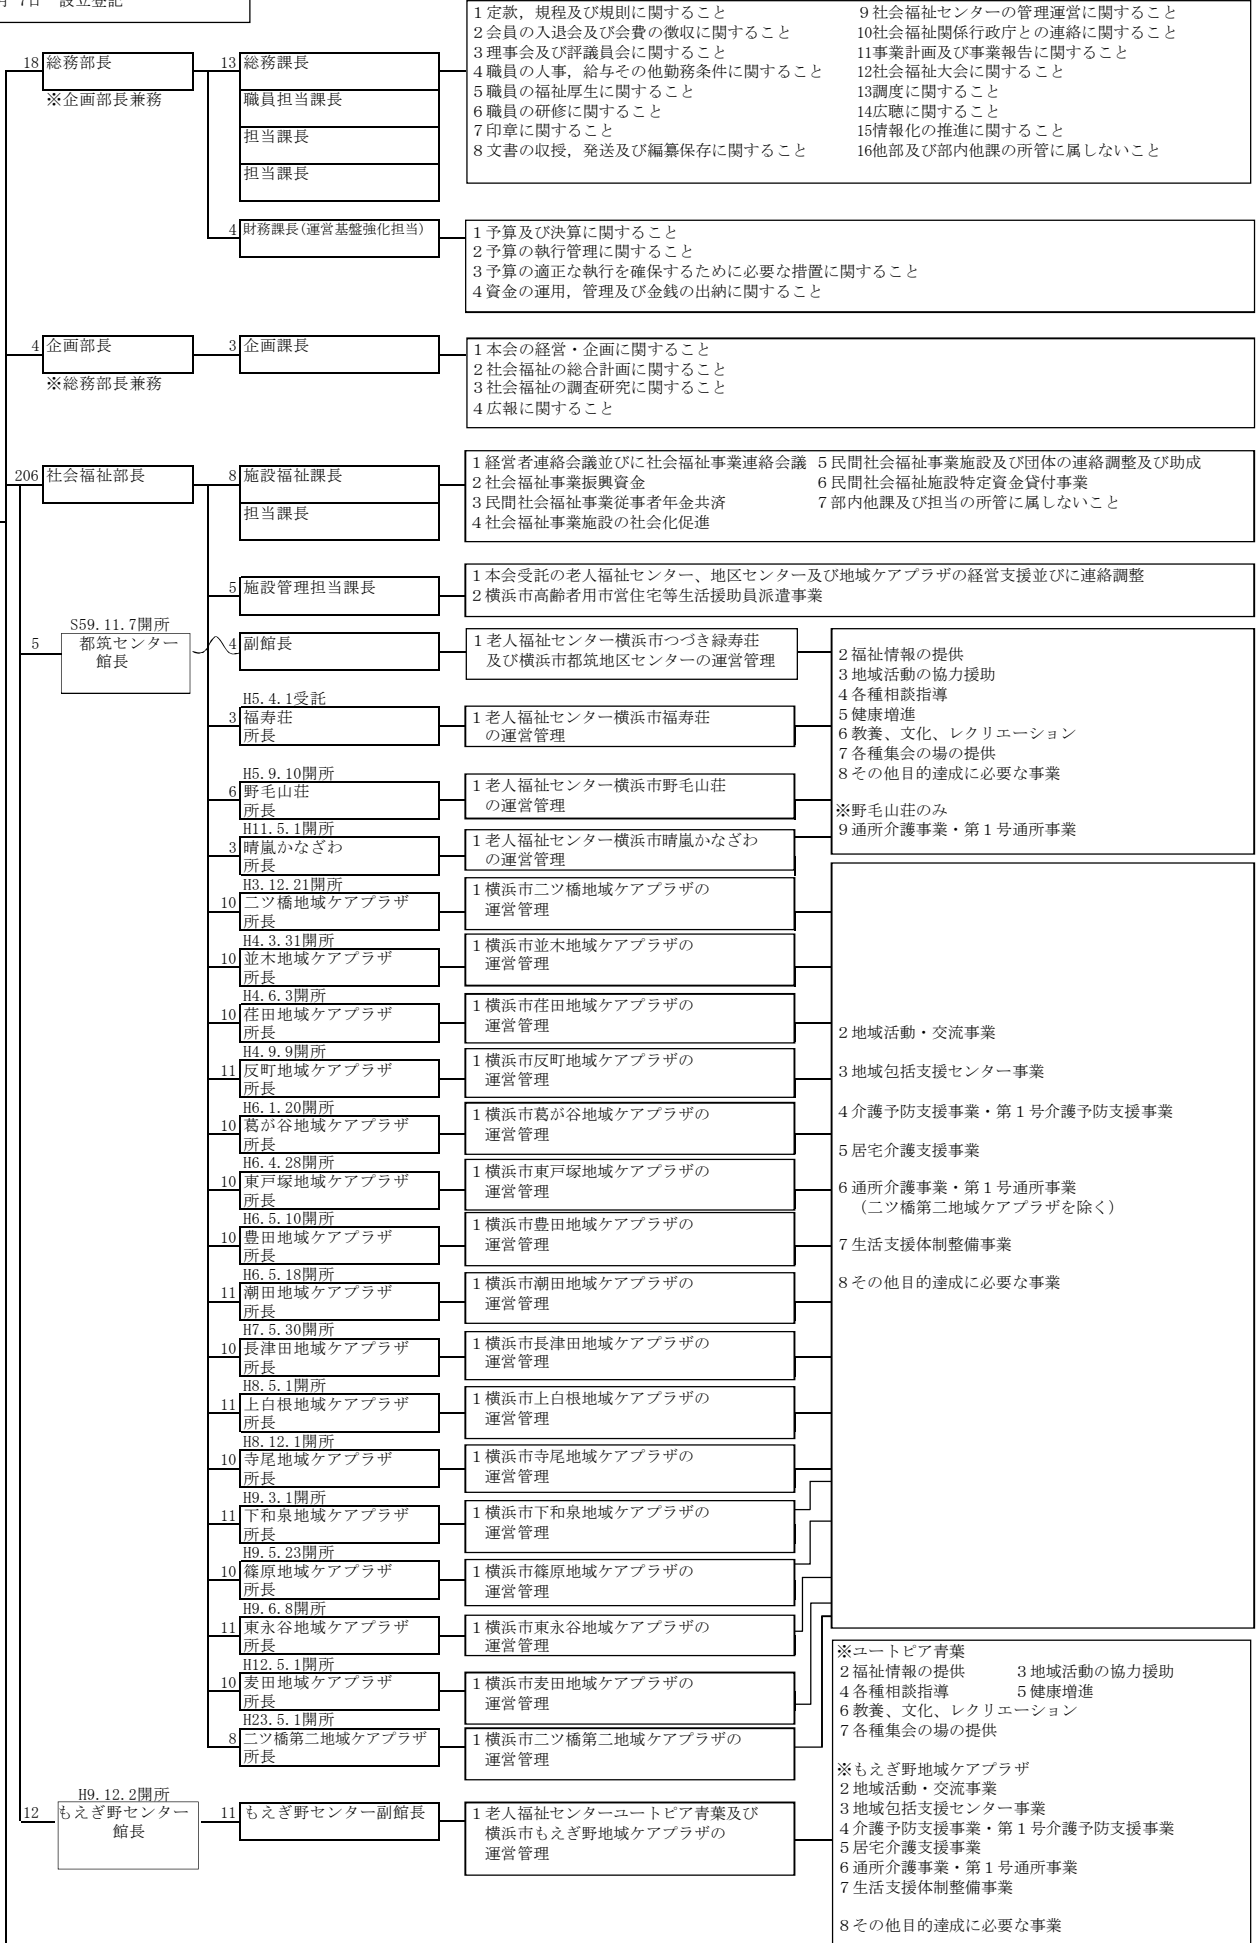 月 7日 設立登記
18 総務部長
※企画部長兼務
13 総務課長
職員担当課長
担当課長
担当課長
1 定款，規程及び規則に関すること
2 会員の入退会及び会費の徴収に関すること
3 理事会及び評議員会に関すること
4 職員の人事，給与その他勤務条件に関すること
5 職員の福祉厚生に関すること
6 職員の研修に関すること
7 印章に関すること
8 文書の収授，発送及び編纂保存に関すること
9 社会福祉センターの管理運営に関すること
10社会福祉関係行政庁との連絡に関すること
11事業計画及び事業報告に関すること
12社会福祉大会に関すること
13調度に関すること
14広聴に関すること
15情報化の推進に関すること
16他部及び部内他課の所管に属しないこと
4 財務課長(運営基盤強化担当)
1 予算及び決算に関すること
2 予算の執行管理に関すること
3 予算の適正な執行を確保するために必要な措置に関すること
4 資金の運用，管理及び金銭の出納に関すること
4 企画部長
※総務部長兼務
3 企画課長
1 本会の経営・企画に関すること
2 社会福祉の総合計画に関すること
3 社会福祉の調査研究に関すること
4 広報に関すること
206 社会福祉部長
8 施設福祉課長
担当課長
1 経営者連絡会議並びに社会福祉事業連絡会議
2 社会福祉事業振興資金
3 民間社会福祉事業従事者年金共済
4 社会福祉事業施設の社会化促進
5 民間社会福祉事業施設及び団体の連絡調整及び助成
6 民間社会福祉施設特定資金貸付事業
7 部内他課及び担当の所管に属しないこと
5 施設管理担当課長
1 本会受託の老人福祉センター、地区センター及び地域ケアプラザの経営支援並びに連絡調整
2 横浜市高齢者用市営住宅等生活援助員派遣事業
S59.11.7開所
5 都筑センター
館長
4 副館長
1 老人福祉センター横浜市つづき緑寿荘
及び横浜市都筑地区センターの運営管理
H5.4.1受託
3 福寿荘
所長
1 老人福祉センター横浜市福寿荘
の運営管理
H5.9.10開所
6 野毛山荘
所長
1 老人福祉センター横浜市野毛山荘
の運営管理
H11.5.1開所
3 晴嵐かなざわ
所長
1 老人福祉センター横浜市晴嵐かなざわ
の運営管理
2 福祉情報の提供
3 地域活動の協力援助
4 各種相談指導
5 健康増進
6 教養、文化、レクリエーション
7 各種集会の場の提供
8 その他目的達成に必要な事業
※野毛山荘のみ
9 通所介護事業・第1号通所事業
H3.12.21開所
10 二ツ橋地域ケアプラザ
所長
1 横浜市二ツ橋地域ケアプラザの
運営管理
H4.3.31開所
10 並木地域ケアプラザ
所長
1 横浜市並木地域ケアプラザの
運営管理
H4.6.3開所
10 荏田地域ケアプラザ
所長
1 横浜市荏田地域ケアプラザの
運営管理
H4.9.9開所
11 反町地域ケアプラザ
所長
1 横浜市反町地域ケアプラザの
運営管理
H6.1.20開所
10 葛が谷地域ケアプラザ
所長
1 横浜市葛が谷地域ケアプラザの
運営管理
H6.4.28開所
10 東戸塚地域ケアプラザ
所長
1 横浜市東戸塚地域ケアプラザの
運営管理
H6.5.10開所
10 豊田地域ケアプラザ
所長
1 横浜市豊田地域ケアプラザの
運営管理
H6.5.18開所
11 潮田地域ケアプラザ
所長
1 横浜市潮田地域ケアプラザの
運営管理
H7.5.30開所
10 長津田地域ケアプラザ
所長
1 横浜市長津田地域ケアプラザの
運営管理
H8.5.1開所
11 上白根地域ケアプラザ
所長
1 横浜市上白根地域ケアプラザの
運営管理
H8.12.1開所
10 寺尾地域ケアプラザ
所長
1 横浜市寺尾地域ケアプラザの
運営管理
H9.3.1開所
11 下和泉地域ケアプラザ
所長
1 横浜市下和泉地域ケアプラザの
運営管理
H9.5.23開所
10 篠原地域ケアプラザ
所長
1 横浜市篠原地域ケアプラザの
運営管理
H9.6.8開所
11 東永谷地域ケアプラザ
所長
1 横浜市東永谷地域ケアプラザの
運営管理
H12.5.1開所
10 麦田地域ケアプラザ
所長
1 横浜市麦田地域ケアプラザの
運営管理
H23.5.1開所
8 二ツ橋第二地域ケアプラザ
所長
1 横浜市二ツ橋第二地域ケアプラザの
運営管理
2 地域活動・交流事業
3 地域包括支援センター事業
4 介護予防支援事業・第1号介護予防支援事業
5 居宅介護支援事業
6 通所介護事業・第1号通所事業
（二ツ橋第二地域ケアプラザを除く）
7 生活支援体制整備事業
8 その他目的達成に必要な事業
H9.12.2開所
12 もえぎ野センター
館長
11 もえぎ野センター副館長
1 老人福祉センターユートピア青葉及び
横浜市もえぎ野地域ケアプラザの
運営管理
※ユートピア青葉
2 福祉情報の提供 3 地域活動の協力援助
4 各種相談指導 5 健康増進
6 教養、文化、レクリエーション
7 各種集会の場の提供
※もえぎ野地域ケアプラザ
2 地域活動・交流事業
3 地域包括支援センター事業
4 介護予防支援事業・第1号介護予防支援事業
5 居宅介護支援事業
6 通所介護事業・第1号通所事業
7 生活支援体制整備事業
8 その他目的達成に必要な事業